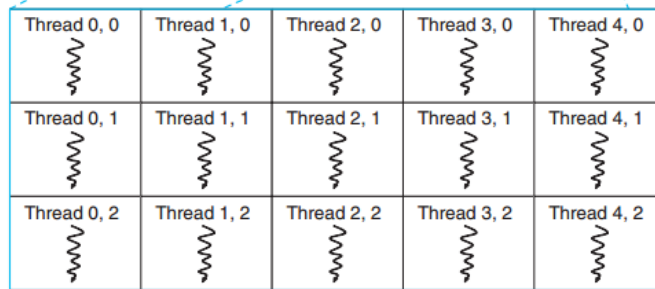 Thread 0, 0 Thread 1, 0 Thread 2, 0 Thread 3, 0 Thread 4, 0
Thread 0, 1 Thread 1, 1 Thread 2, 1 Thread 3, 1 Thread 4, 1
Thread 0, 2 Thread 1, 2 Thread 2, 2 Thread 3, 2 Thread 4, 2